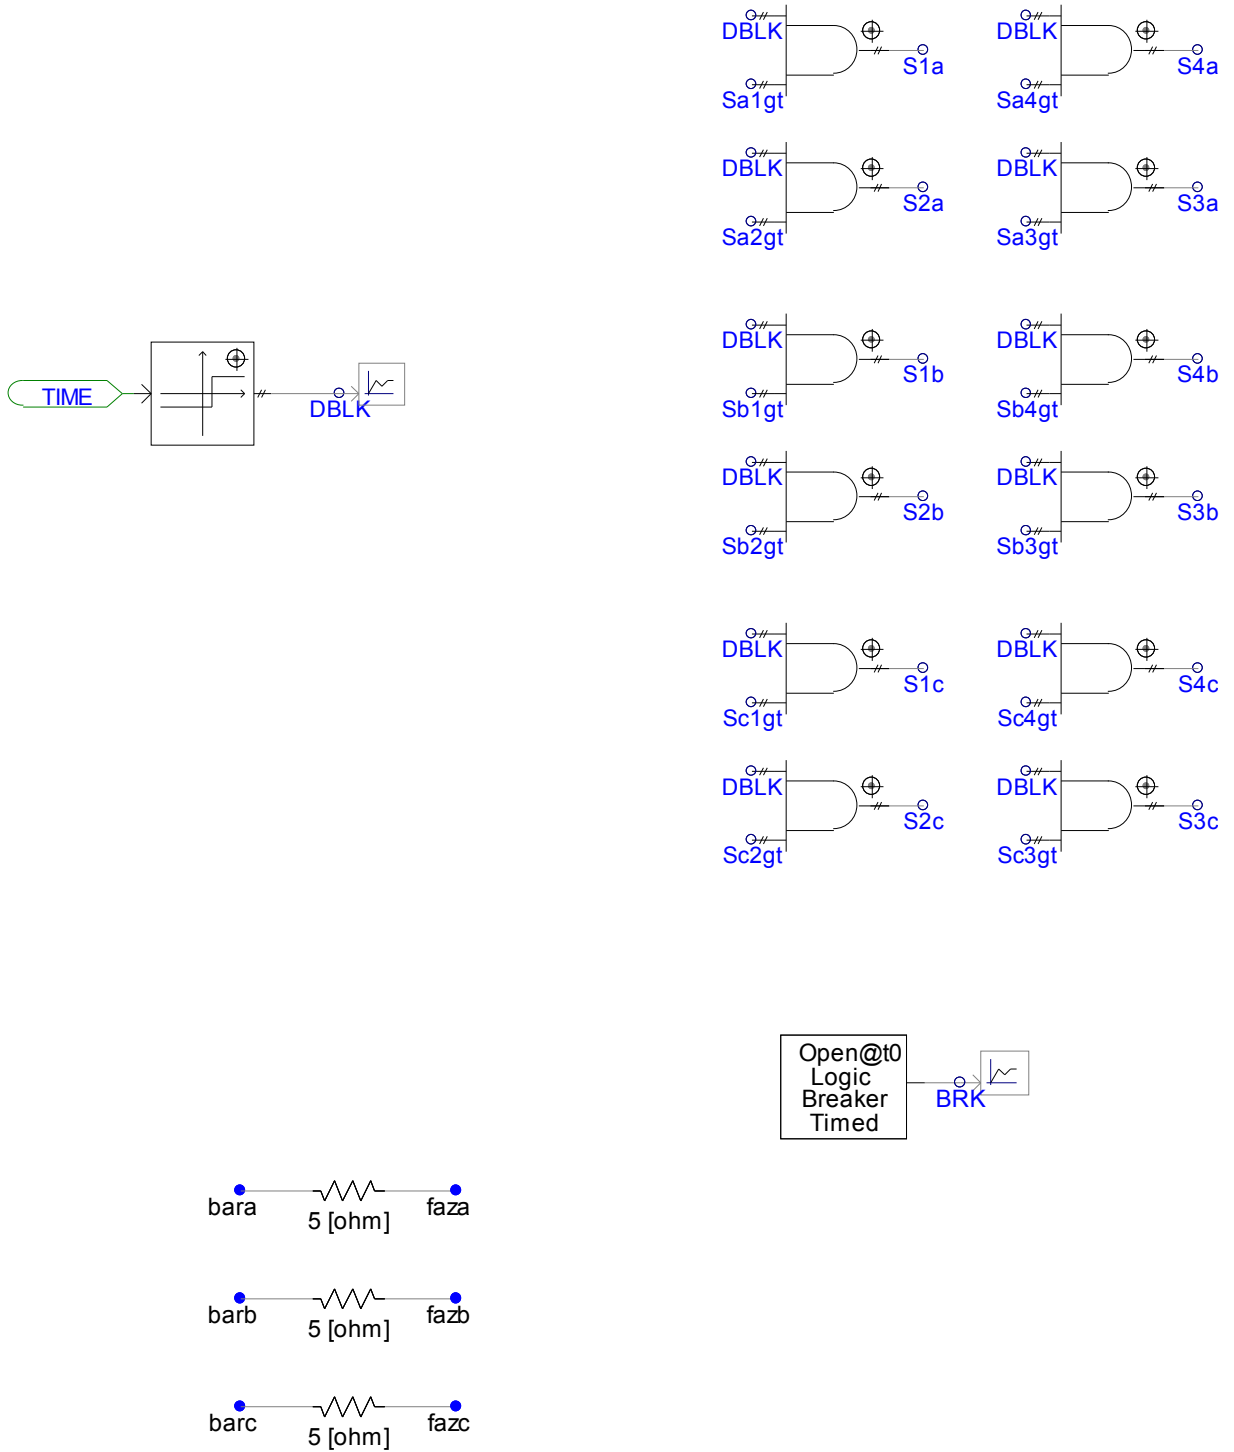 DBLK DBLK
S1a S4a
Sa1gt Sa4gt
DBLK DBLK
S2a S3a
Sa2gt Sa3gt
DBLK DBLK
S1b S4b
TIME
DBLK
Sb1gt Sb4gt
DBLK DBLK
S2b S3b
Sb2gt Sb3gt
DBLK DBLK
S1c S4c
Sc1gt Sc4gt
DBLK DBLK
S2c S3c
Sc2gt Sc3gt
Open@t0
Logic
Breaker
Timed
BRK
bara faza
5 [ohm]
barb fazb
5 [ohm]
barc fazc
5 [ohm]